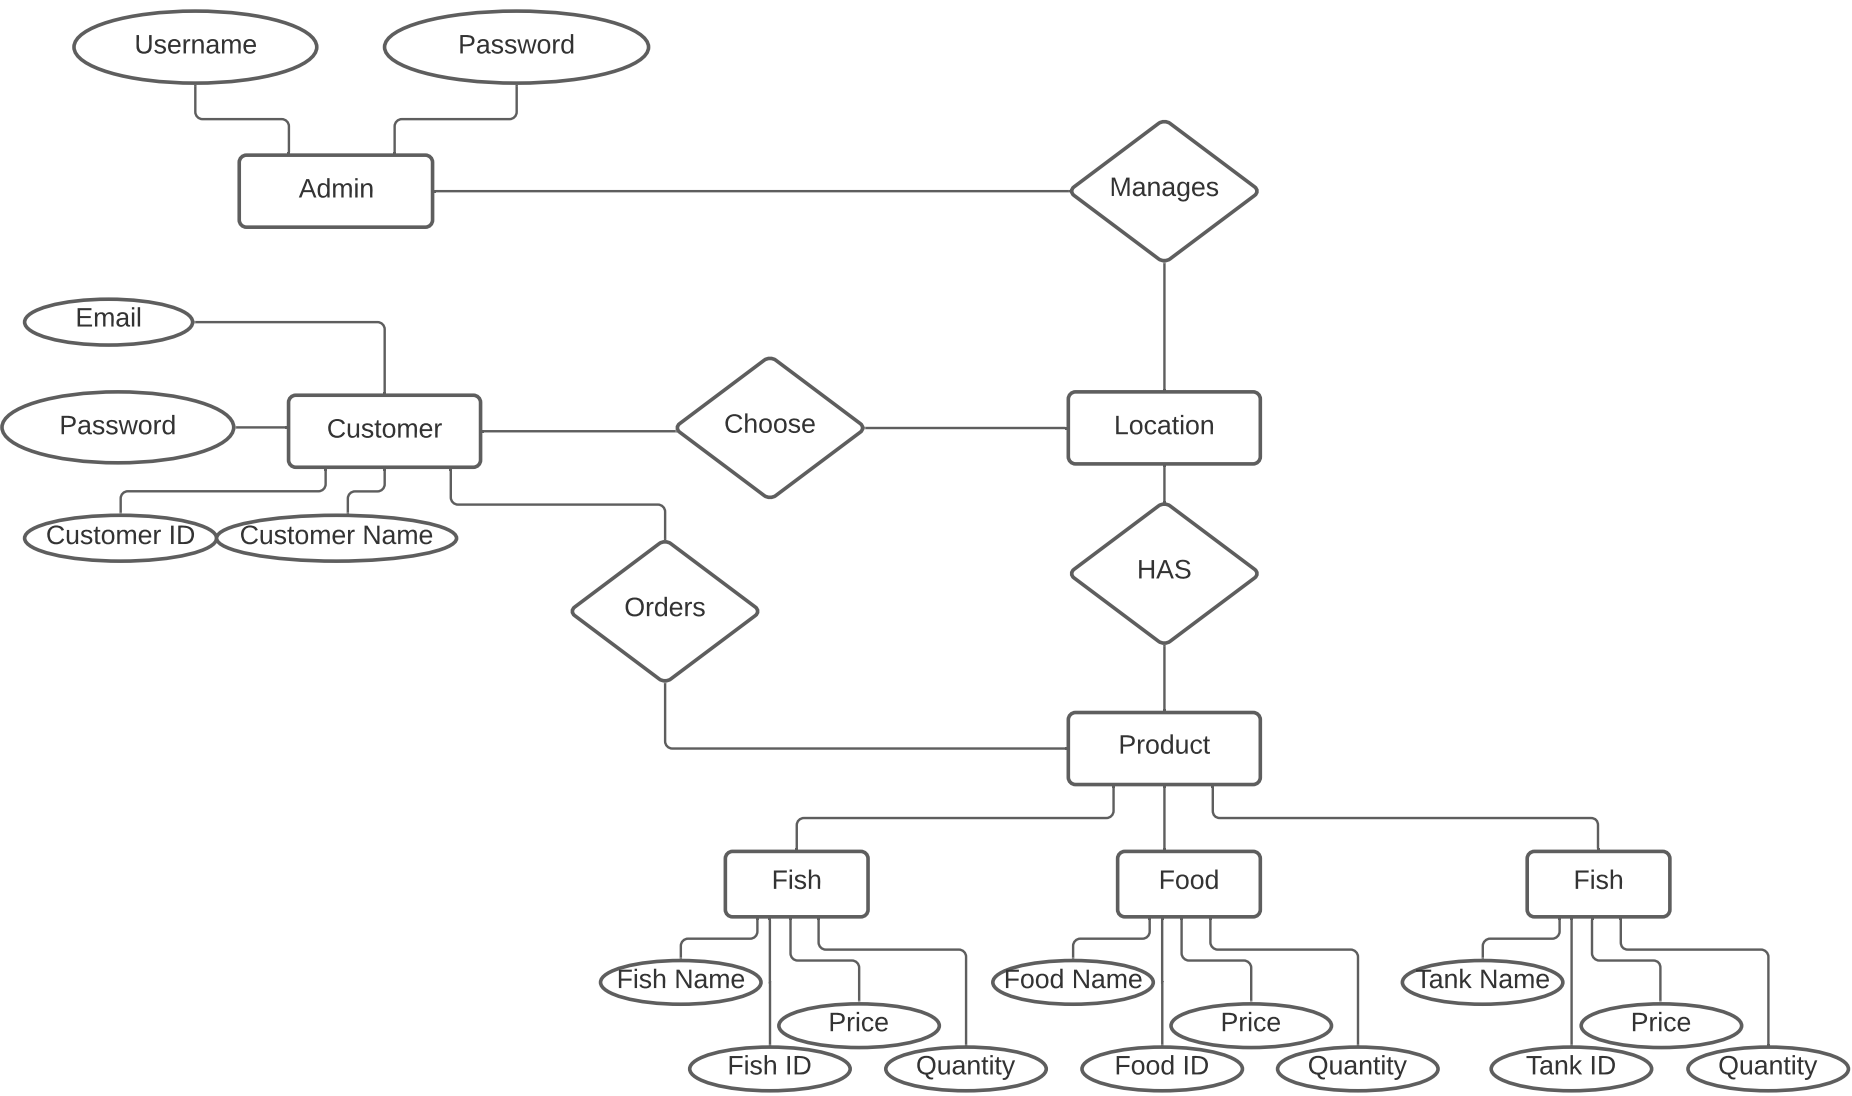 Username
Password
Admin
Manages
Email
Password
Customer
Choose
Location
Customer ID
Customer Name
Orders
HAS
Product
Fish
Food
Fish
Fish Name
Food Name
Tank Name
Price
Price
Price
Fish ID
Quantity
Food ID
Quantity
Tank ID
Quantity